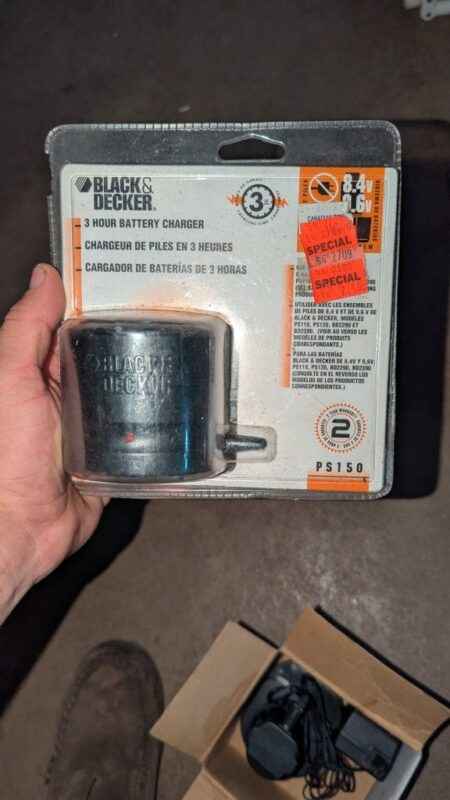 BLACK&
DECKER.
3 HOUR BATTERY CHARGER
CHARGEUR DE PILES EN 3 HEURES
CARGADOR DE BATERÍAS DE 3 HORAS
3
8.4V
9.6V
SPECIAL
SPECIAL
UTILISER AVEC LES ENSEMBLES
DE PILES DE 8,4 V ET DE 9,6 V DE
BLACK & DECKER, MODÈLES
PS110, PS120, BD2290 ET
BD2390. (VOIR AU VERSO LES
MODÈLES DE PRODUITS
CORRESPONDANTS.)
PARA LAS BATERÍAS
BLACK & DECKER DE 8.4V Y 9,6V:
PS110, PS120, BD2290, BD2390
(CONSULTE EN EL REVERSO LOS
MODELOS DE LOS PRODUCTOS
CORRESPONDIENTES.)
BLACK &
DECKER
2
PS150